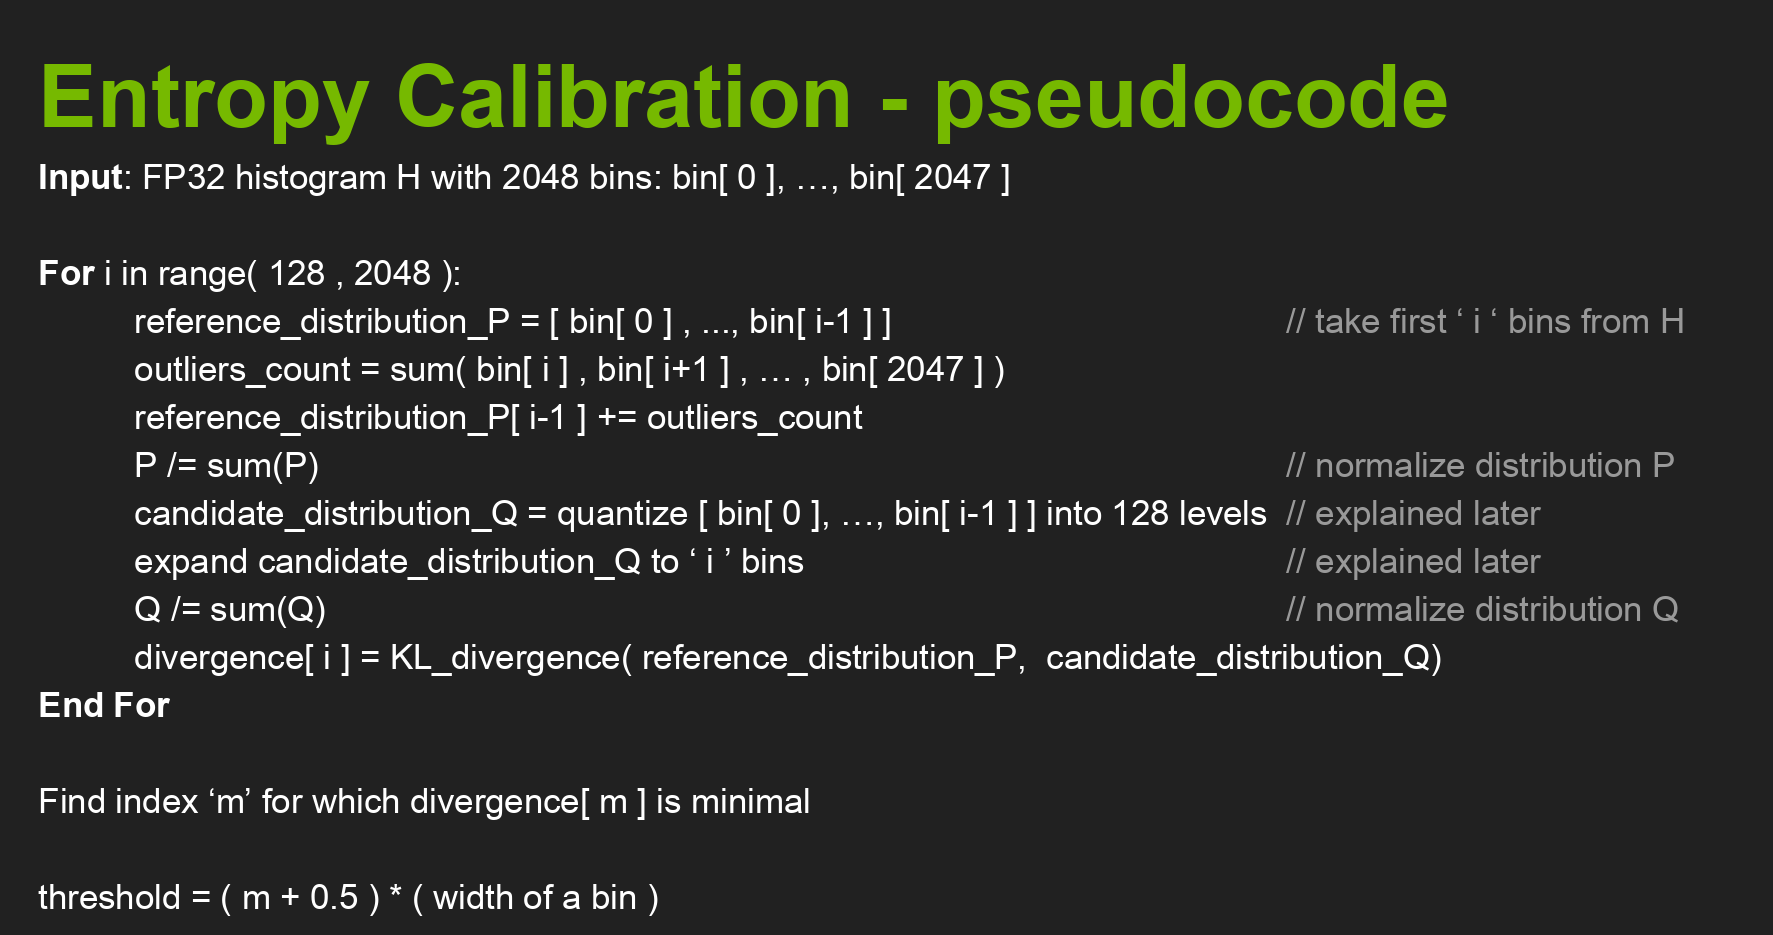 Entropy Calibration - pseudocode
Input: FP32 histogram H with 2048 bins: bin[ 0 ], …, bin[ 2047 ]
For i in range( 128 , 2048 ):
reference_distribution_P = [ bin[ 0 ] , ..., bin[ i-1 ] ] // take first ‘ i ‘ bins from H
outliers_count = sum( bin[ i ] , bin[ i+1 ] , … , bin[ 2047 ] )
reference_distribution_P[ i-1 ] += outliers_count
P /= sum(P) // normalize distribution P
candidate_distribution_Q = quantize [ bin[ 0 ], …, bin[ i-1 ] ] into 128 levels // explained later
expand candidate_distribution_Q to ‘ i ’ bins // explained later
Q /= sum(Q) // normalize distribution Q
divergence[ i ] = KL_divergence( reference_distribution_P, candidate_distribution_Q)
End For
Find index ‘m’ for which divergence[ m ] is minimal
threshold = ( m + 0.5 ) * ( width of a bin )